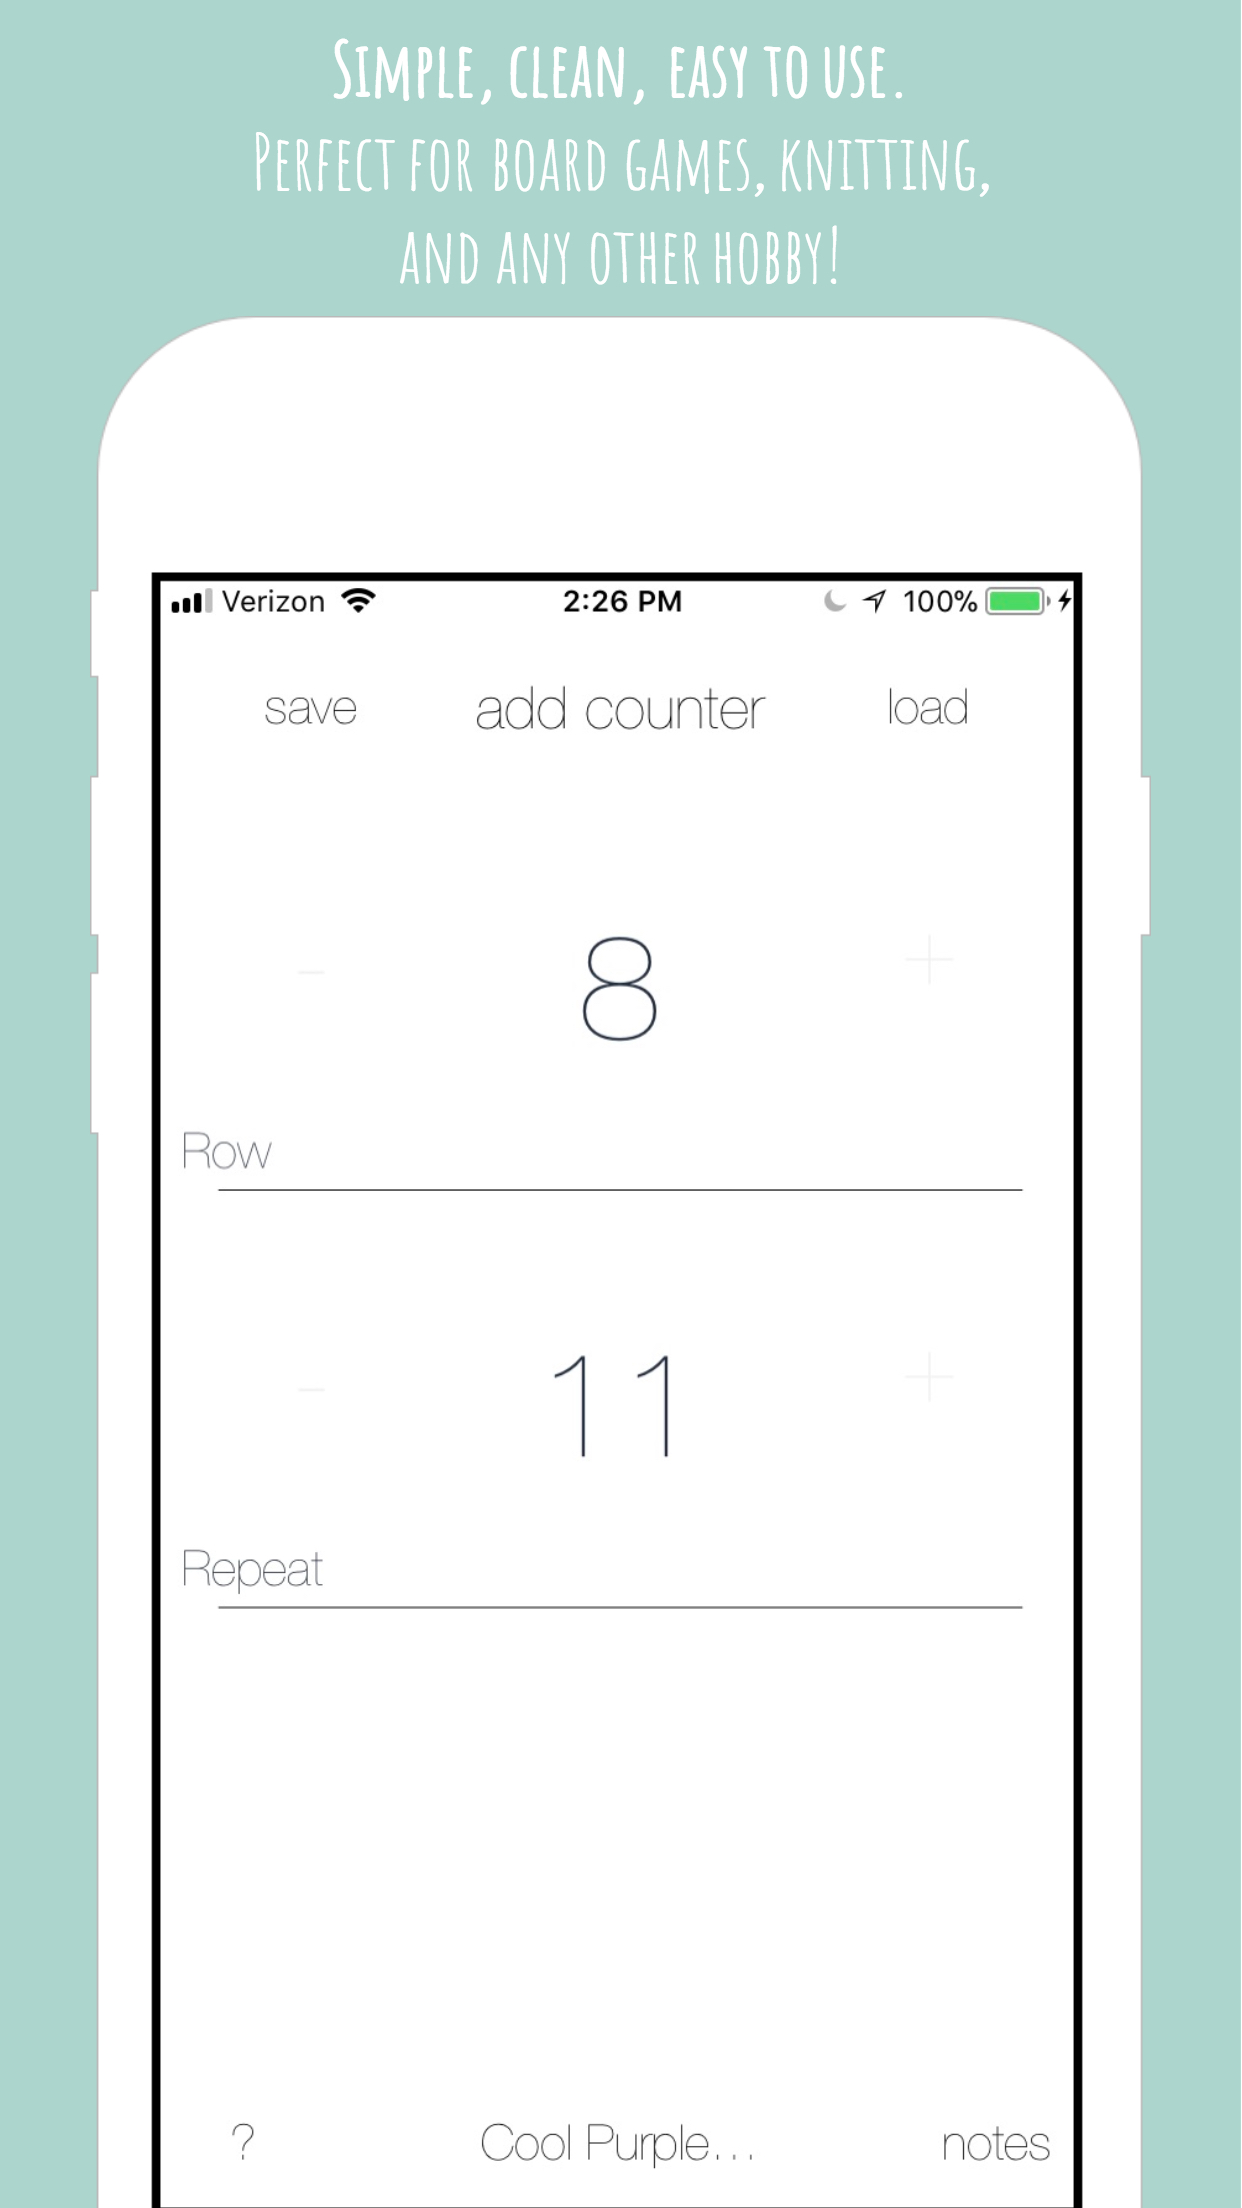 Simple, clean, easy to use.
Perfect for board games, knitting,
and any other hobby!
Verizon 2:26 PM 100%
save add counter load
- 8 +
Row
- 11 +
Repeat
? Cool Purple... notes